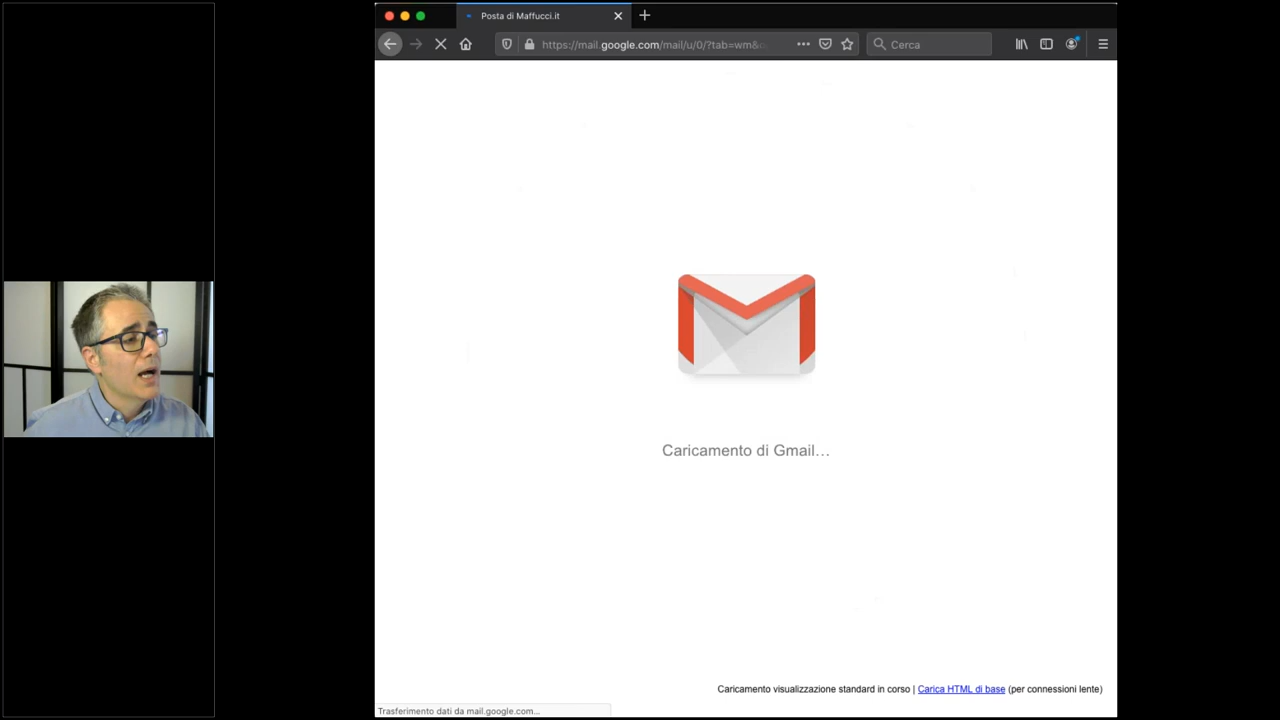 Posta di Maffucci.it
https://mail.google.com/mail/u/0/?tab=wm&o
Cerca
Caricamento di Gmail…
Caricamento visualizzazione standard in corso | Carica HTML di base (per connessioni lente)
Trasferimento dati da mail.google.com…